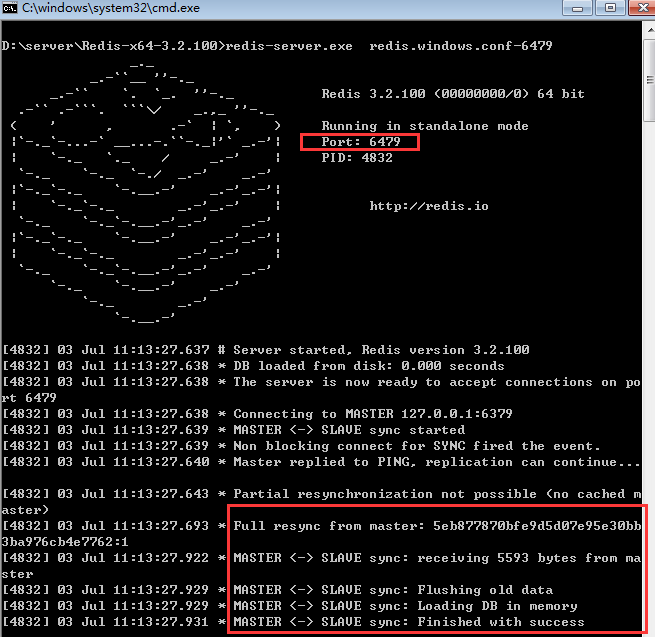 C:\windows\system32\cmd.exe
D:\server\Redis-x64-3.2.100>redis-server.exe  redis.windows.conf-6479
Redis 3.2.100 (00000000/0) 64 bit
Running in standalone mode
Port: 6479
PID: 4832
http://redis.io
[4832] 03 Jul 11:13:27.637 # Server started, Redis version 3.2.100
[4832] 03 Jul 11:13:27.638 * DB loaded from disk: 0.000 seconds
[4832] 03 Jul 11:13:27.638 * The server is now ready to accept connections on po
rt 6479
[4832] 03 Jul 11:13:27.638 * Connecting to MASTER 127.0.0.1:6379
[4832] 03 Jul 11:13:27.639 * MASTER <-> SLAVE sync started
[4832] 03 Jul 11:13:27.639 * Non blocking connect for SYNC fired the event.
[4832] 03 Jul 11:13:27.640 * Master replied to PING, replication can continue...
[4832] 03 Jul 11:13:27.643 * Partial resynchronization not possible (no cached m
aster)
[4832] 03 Jul 11:13:27.693 * Full resync from master: 5eb877870bfe9d5d07e95e30bb
3ba976cb4e7762:1
[4832] 03 Jul 11:13:27.922 * MASTER <-> SLAVE sync: receiving 5593 bytes from ma
ster
[4832] 03 Jul 11:13:27.929 * MASTER <-> SLAVE sync: Flushing old data
[4832] 03 Jul 11:13:27.929 * MASTER <-> SLAVE sync: Loading DB in memory
[4832] 03 Jul 11:13:27.931 * MASTER <-> SLAVE sync: Finished with success